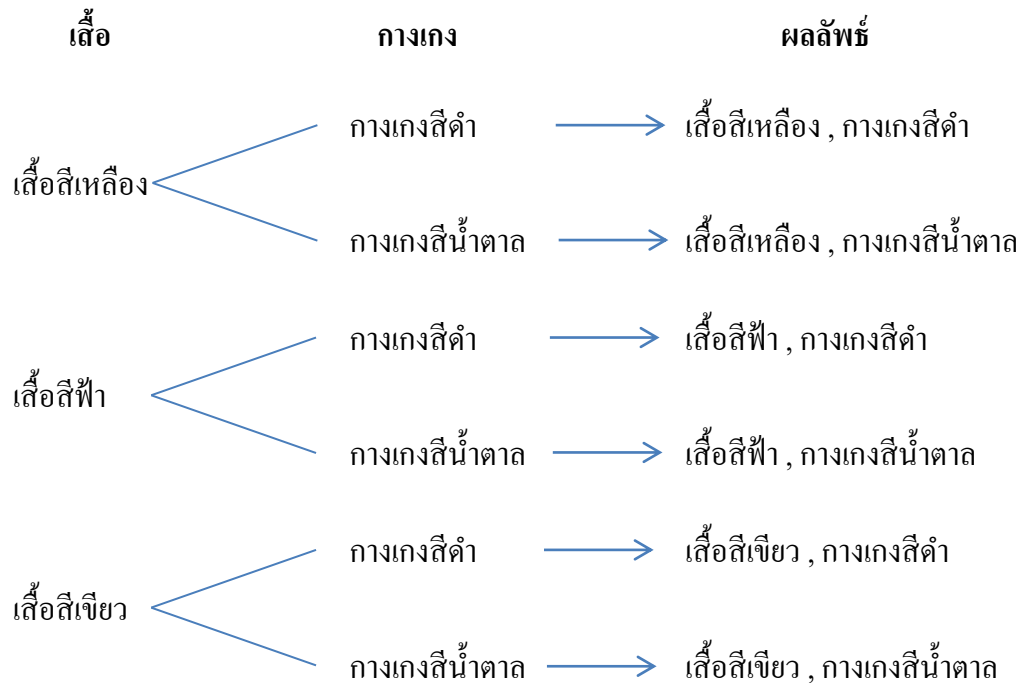 เสื้อ กางเกง ผลลัพธ์
กางเกงสีดำ เสื้อสีเหลือง , กางเกงสีดำ
เสื้อสีเหลือง
กางเกงสีน้ำตาล เสื้อสีเหลือง , กางเกงสีน้ำตาล
กางเกงสีดำ เสื้อสีฟ้า , กางเกงสีดำ
เสื้อสีฟ้า
กางเกงสีน้ำตาล เสื้อสีฟ้า , กางเกงสีน้ำตาล
กางเกงสีดำ เสื้อสีเขียว , กางเกงสีดำ
เสื้อสีเขียว
กางเกงสีน้ำตาล เสื้อสีเขียว , กางเกงสีน้ำตาล